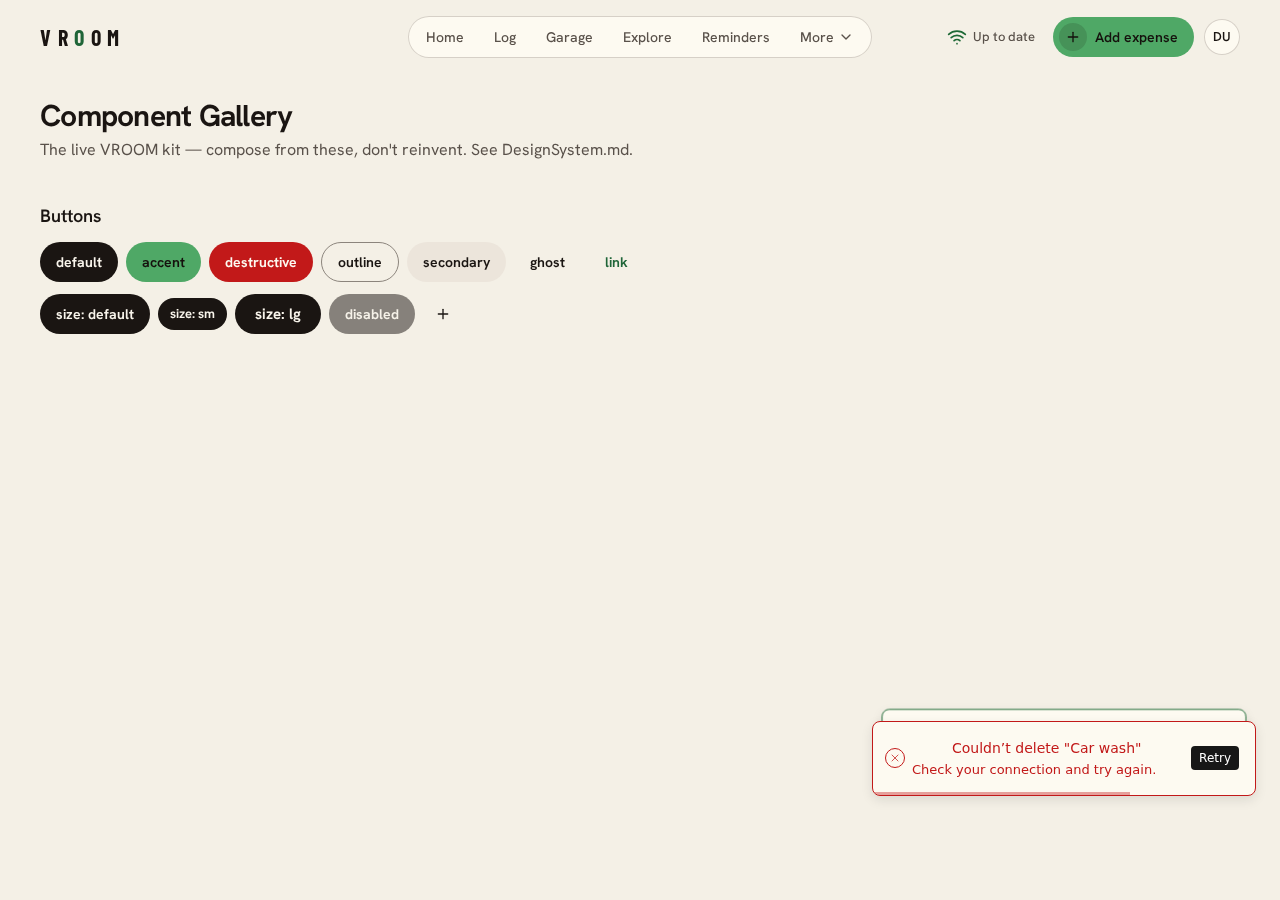 VROOM
Home Log Garage Explore Reminders More
Up to date
Add expense
DU
Component Gallery
The live VROOM kit — compose from these, don't reinvent. See DesignSystem.md.
Buttons
default accent destructive outline secondary ghost link
size: default size: sm size: lg disabled
Couldn’t delete "Car wash"
Check your connection and try again.
Retry